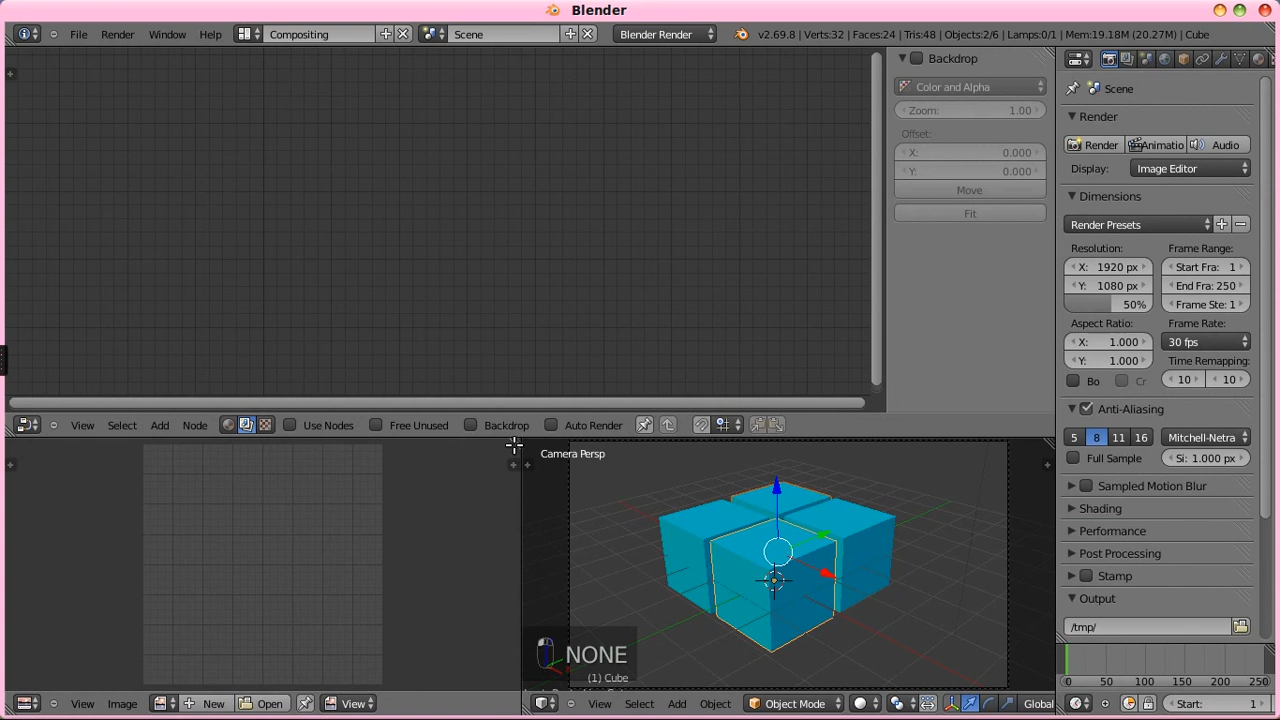 Blender
File Render Window Help Compositing Scene Blender Render v2.69.8 | Verts:32 | Faces:24 | Tris:48 | Objects:2/6 | Lamps:0/1 | Mem:19.18M (20.27M) | Cube
Backdrop
Color and Alpha
Zoom: 1.00
Offset:
X: 0.000
Y: 0.000
Move
Fit
Scene
Render
Render Animatio Audio
Display: Image Editor
Dimensions
Render Presets
Resolution: Frame Range:
X: 1920 px Start Fra: 1
Y: 1080 px End Fra: 250
50% Frame Ste: 1
Aspect Ratio: Frame Rate:
X: 1.000 30 fps
Y: 1.000 Time Remapping:
Bo Cr 10 10
Anti-Aliasing
5 8 11 16 Mitchell-Netra
Full Sample Si: 1.000 px
Sampled Motion Blur
Shading
Performance
Post Processing
Stamp
Output
/tmp/
View Select Add Node Use Nodes Free Unused Backdrop Auto Render
Camera Persp
NONE
(1) Cube
0 50 100 150 200 250
View Image New Open View
View Select Add Object Object Mode Global
Start: 1